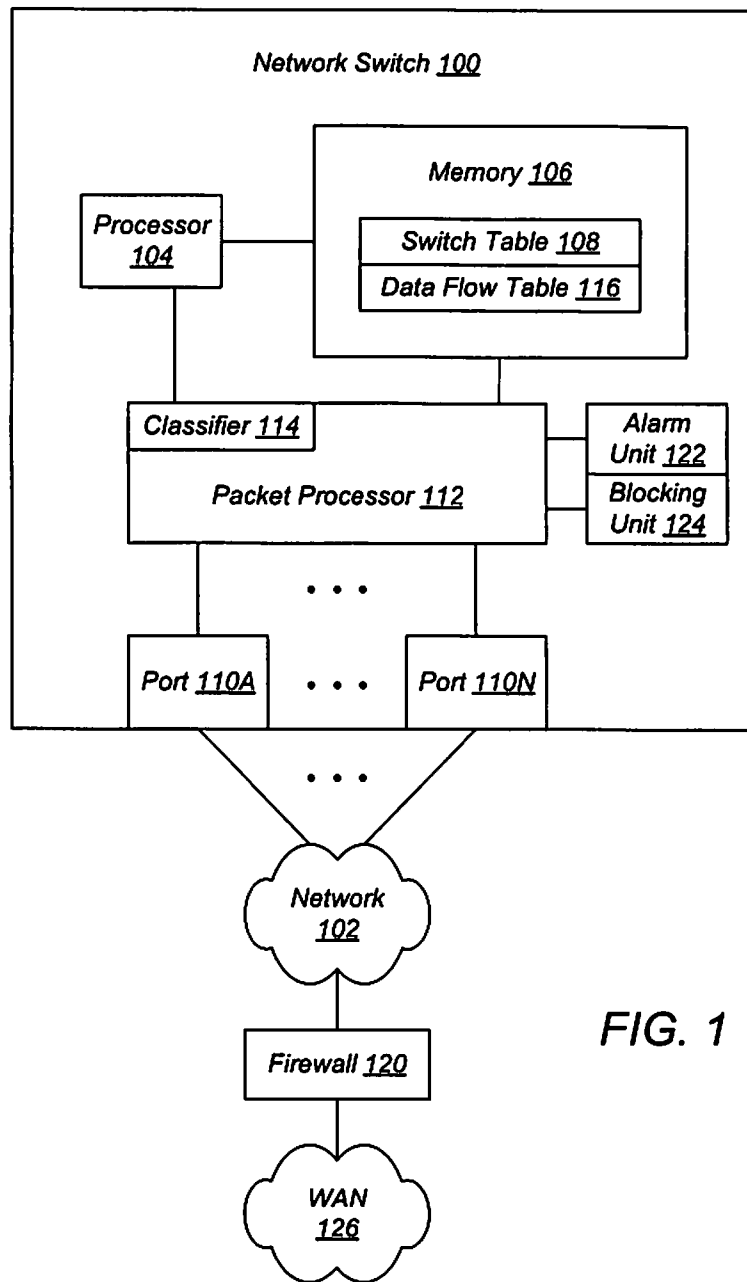 Network Switch 100
Memory 106
Processor
104
Switch Table 108
Data Flow Table 116
Classifier 114
Alarm
Unit 122
Packet Processor 112
Blocking
Unit 124
Port 110A
Port 110N
Network
102
FIG. 1
Firewall 120
WAN
126